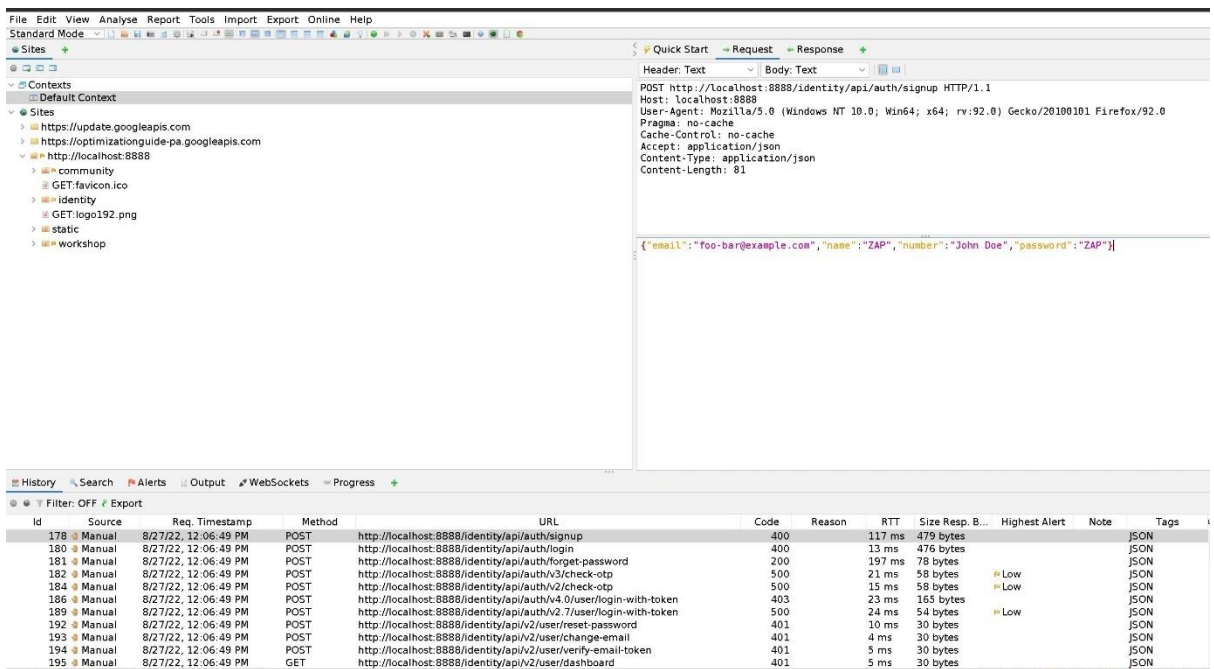 File Edit View Analyse Report Tools Import Export Online Help
Standard Mode
Sites
Quick Start Request Response
Header: Text Body: Text
Contexts
Default Context
Sites
https://update.googleapis.com
https://optimizationguide-pa.googleapis.com
http://localhost:8888
community
GET:favicon.ico
identity
GET:logo192.png
static
workshop
POST http://localhost:8888/identity/api/auth/signup HTTP/1.1
Host: localhost:8888
User-Agent: Mozilla/5.0 (Windows NT 10.0; Win64; x64; rv:92.0) Gecko/20100101 Firefox/92.0
Pragma: no-cache
Cache-Control: no-cache
Accept: application/json
Content-Type: application/json
Content-Length: 81
{"email":"foo-bar@example.com","name":"ZAP","number":"John Doe","password":"ZAP"}
History Search Alerts Output WebSockets Progress
Filter: OFF Export
Id Source Req. Timestamp Method URL Code Reason RTT Size Resp. B... Highest Alert Note Tags
178 Manual 8/27/22, 12:06:49 PM POST http://localhost:8888/identity/api/auth/signup 400 117 ms 479 bytes JSON
180 Manual 8/27/22, 12:06:49 PM POST http://localhost:8888/identity/api/auth/login 400 13 ms 476 bytes JSON
181 Manual 8/27/22, 12:06:49 PM POST http://localhost:8888/identity/api/auth/forget-password 200 197 ms 78 bytes JSON
182 Manual 8/27/22, 12:06:49 PM POST http://localhost:8888/identity/api/auth/v3/check-otp 500 21 ms 58 bytes Low JSON
184 Manual 8/27/22, 12:06:49 PM POST http://localhost:8888/identity/api/auth/v2/check-otp 500 15 ms 58 bytes Low JSON
186 Manual 8/27/22, 12:06:49 PM POST http://localhost:8888/identity/api/auth/v4.0/user/login-with-token 403 23 ms 165 bytes JSON
189 Manual 8/27/22, 12:06:49 PM POST http://localhost:8888/identity/api/auth/v2.7/user/login-with-token 500 24 ms 54 bytes Low JSON
192 Manual 8/27/22, 12:06:49 PM POST http://localhost:8888/identity/api/v2/user/reset-password 401 10 ms 30 bytes JSON
193 Manual 8/27/22, 12:06:49 PM POST http://localhost:8888/identity/api/v2/user/change-email 401 4 ms 30 bytes JSON
194 Manual 8/27/22, 12:06:49 PM POST http://localhost:8888/identity/api/v2/user/verify-email-token 401 5 ms 30 bytes JSON
195 Manual 8/27/22, 12:06:49 PM GET http://localhost:8888/identity/api/v2/user/dashboard 401 5 ms 30 bytes JSON